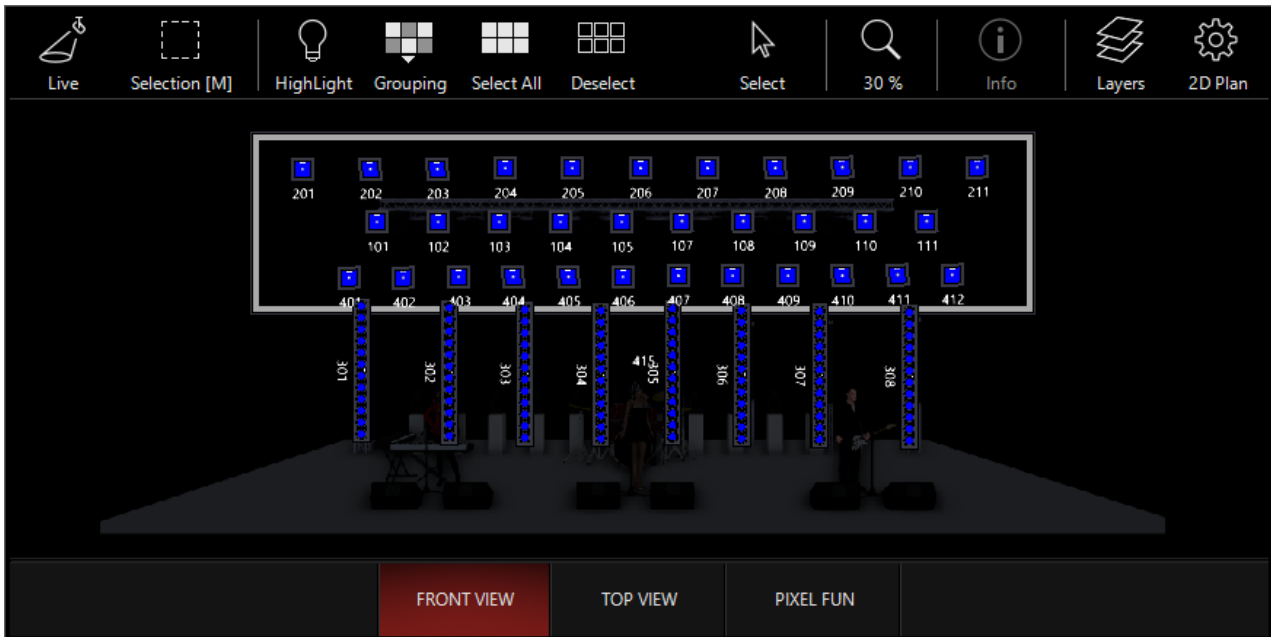 Live Selection [M] HighLight Grouping Select All Deselect Select 30 % Info Layers 2D Plan
201 202 203 204 205 206 207 208 209 210 211
101 102 103 104 105 107 108 109 110 111
401 402 403 404 405 406 407 408 409 410 411 412
415
301 302 303 304 305 306 307 308
FRONT VIEW TOP VIEW PIXEL FUN